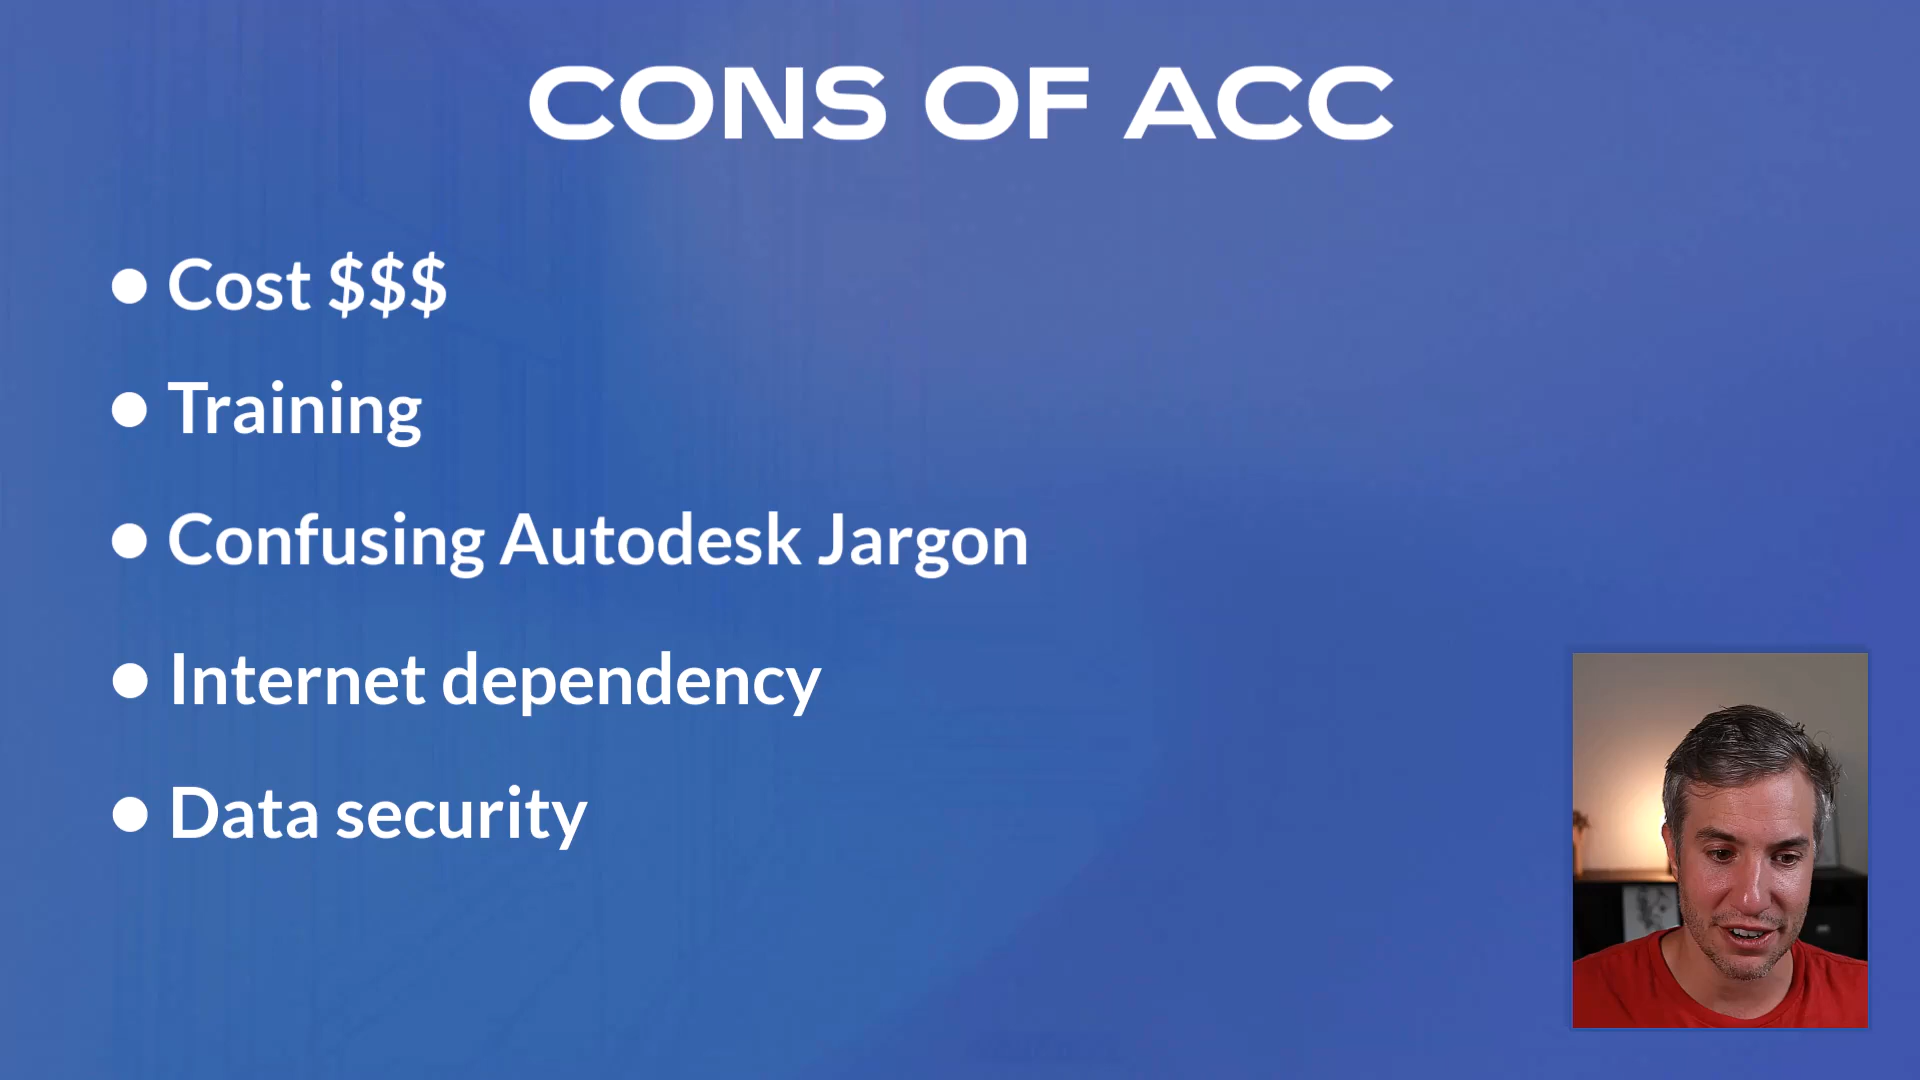 CONS OF ACC
• Cost $$$
• Training
• Confusing Autodesk Jargon
• Internet dependency
• Data security